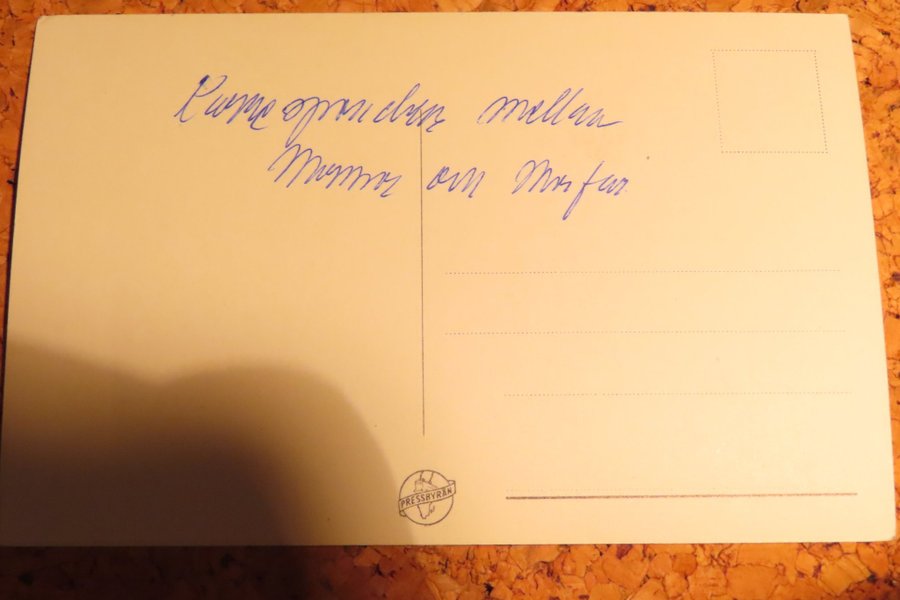 Korrespondens mellan
Mormor och Morfar
PRESSBYRÅN